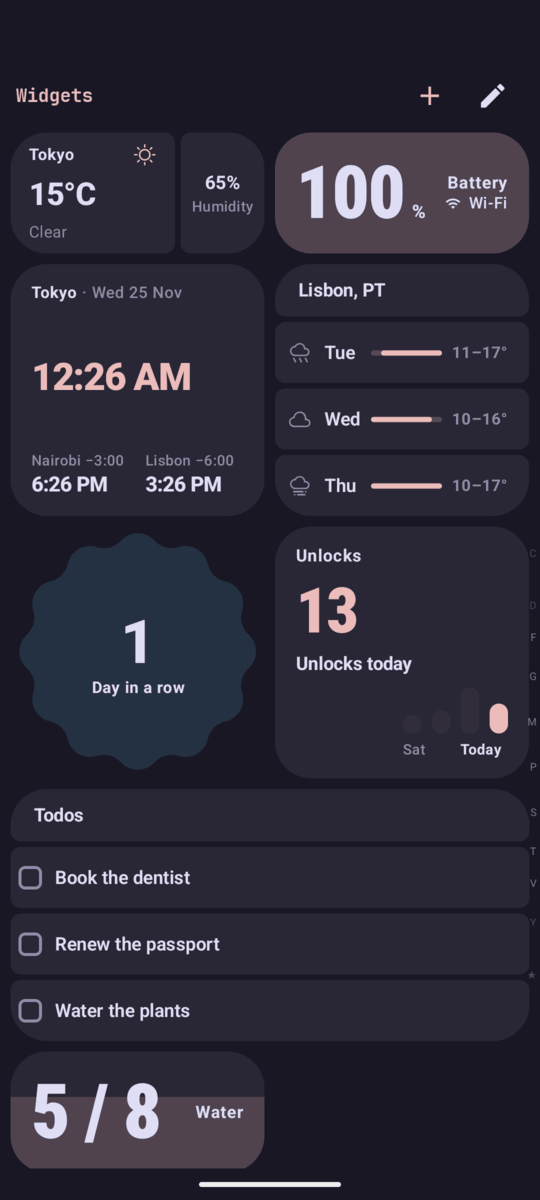 Widgets
Tokyo
15°C
Clear
65%
Humidity
100 %
Battery
Wi-Fi
Tokyo · Wed 25 Nov
12:26 AM
Nairobi −3:00
6:26 PM
Lisbon −6:00
3:26 PM
Lisbon, PT
Tue 11–17°
Wed 10–16°
Thu 10–17°
1
Day in a row
Unlocks
13
Unlocks today
Sat
Today
Todos
Book the dentist
Renew the passport
Water the plants
5 / 8
Water
C
D
F
G
M
P
S
T
V
Y